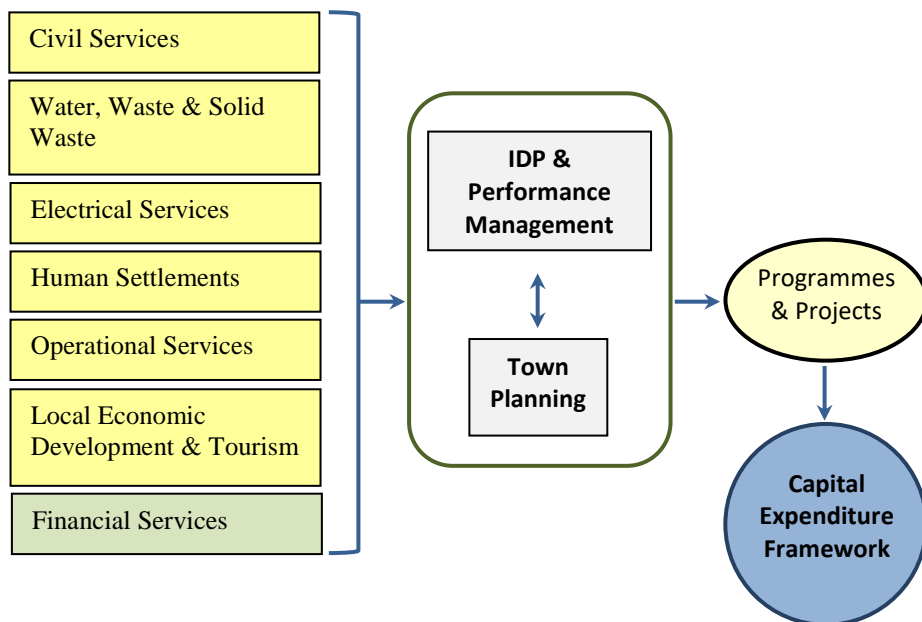 Civil Services
Water, Waste & Solid
Waste
Electrical Services
Human Settlements
Operational Services
Local Economic
Development & Tourism
Financial Services
IDP &
Performance
Management
Town
Planning
Programmes
& Projects
Capital
Expenditure
Framework